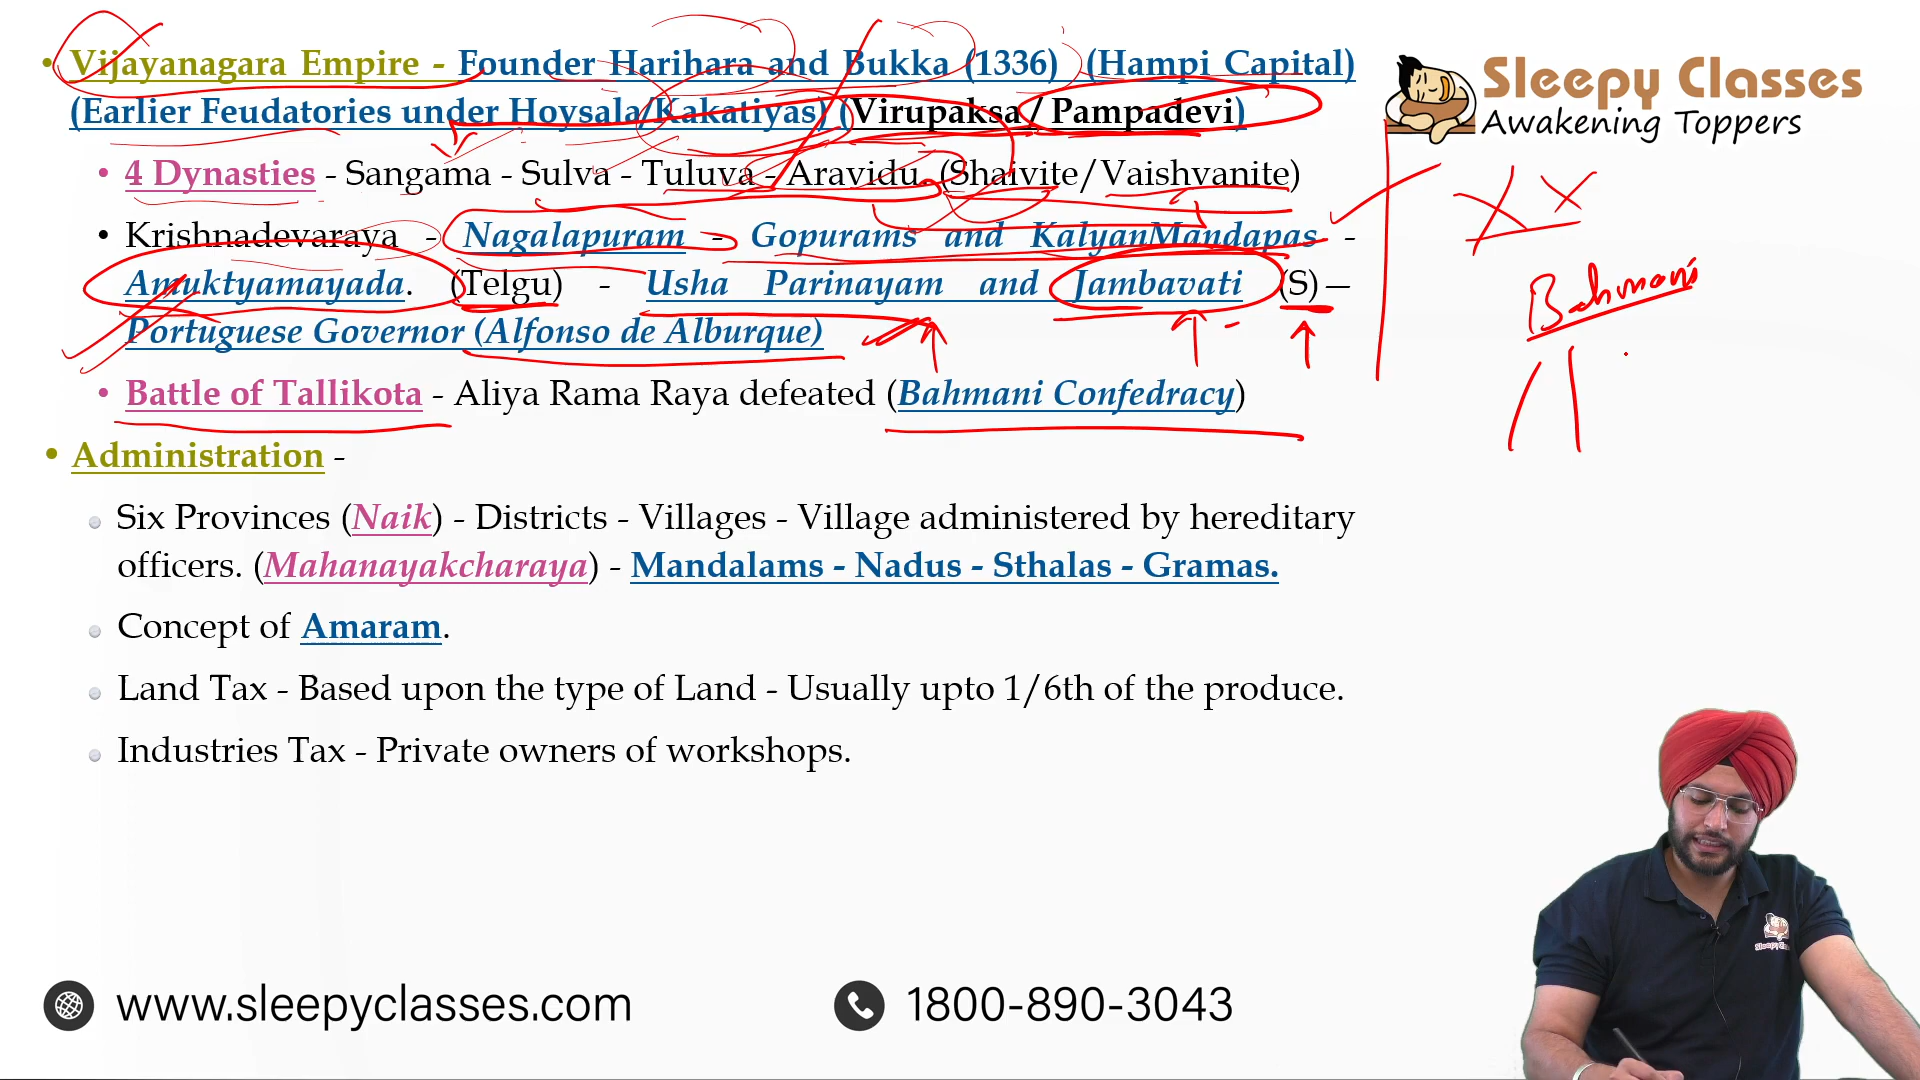 • Vijayanagara Empire - Founder Harihara and Bukka (1336) (Hampi Capital)
(Earlier Feudatories under Hoysala/Kakatiyas) (Virupaksa / Pampadevi)
• 4 Dynasties - Sangama - Sulva - Tuluva - Aravidu. (Shaivite/Vaishvanite)
• Krishnadevaraya - Nagalapuram - Gopurams and KalyanMandapas -
Amuktyamayada. (Telgu) - Usha Parinayam and Jambavati (S) —
Portuguese Governor (Alfonso de Alburque)
• Battle of Tallikota - Aliya Rama Raya defeated (Bahmani Confedracy)
• Administration -
Six Provinces (Naik) - Districts - Villages - Village administered by hereditary
officers. (Mahanayakcharaya) - Mandalams - Nadus - Sthalas - Gramas.
Concept of Amaram.
Land Tax - Based upon the type of Land - Usually upto 1/6th of the produce.
Industries Tax - Private owners of workshops.
Sleepy Classes
Awakening Toppers
Bahmani
www.sleepyclasses.com
1800-890-3043